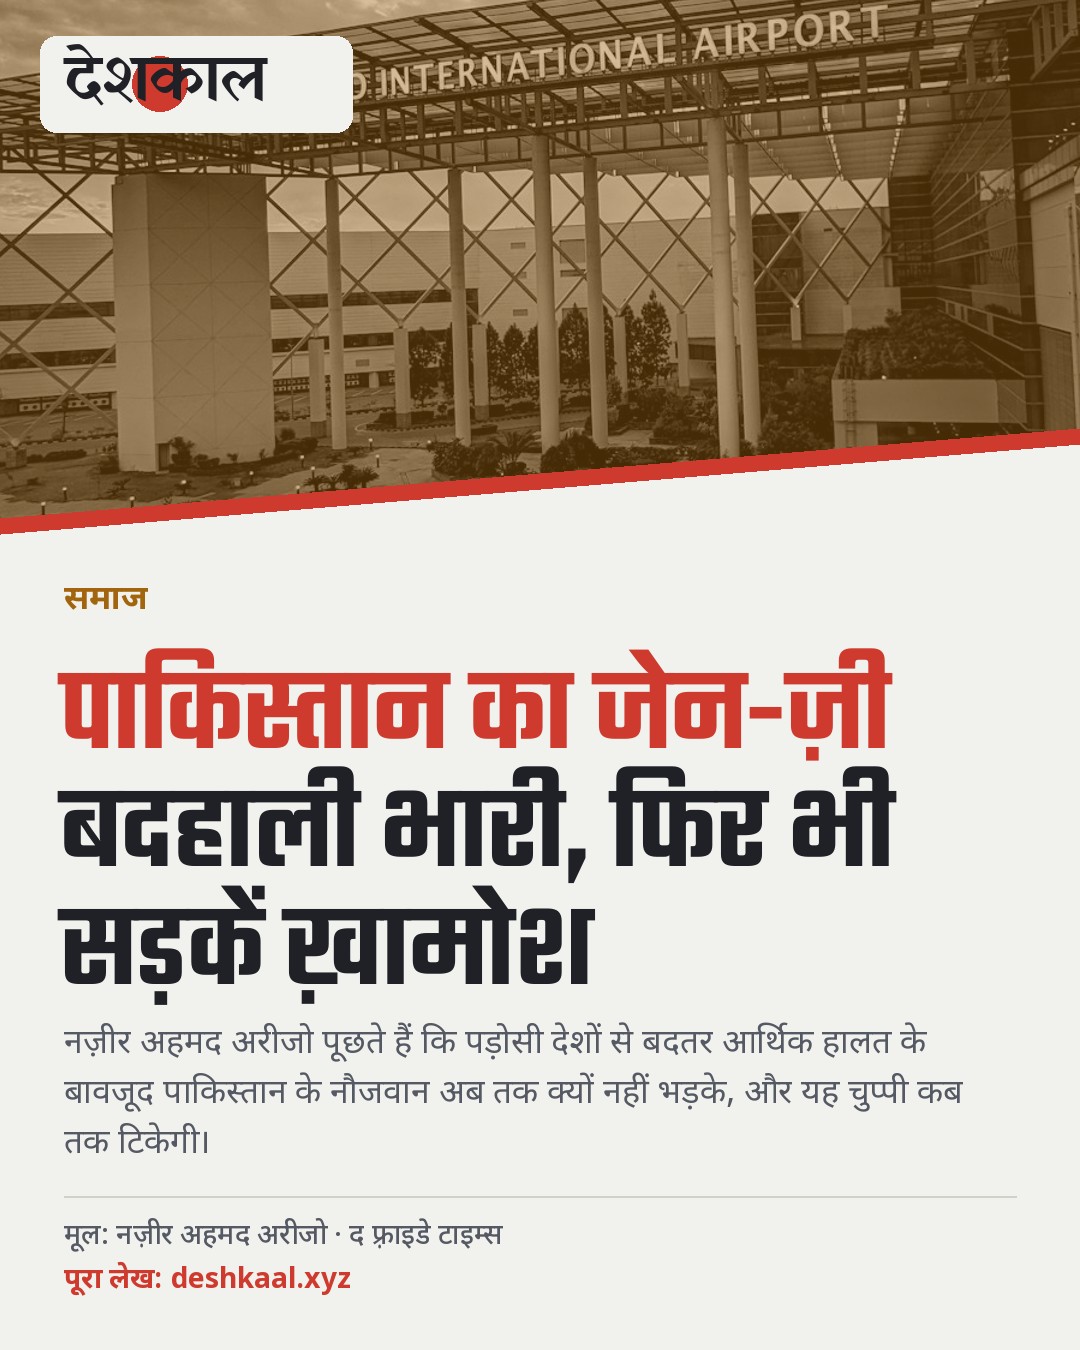 देशकाल
D INTERNATIONAL AIRPORT
समाज
पाकिस्तान का जेन-ज़ी
बदहाली भारी, फिर भी
सड़कें ख़ामोश
नज़ीर अहमद अरीजो पूछते हैं कि पड़ोसी देशों से बदतर आर्थिक हालत के
बावजूद पाकिस्तान के नौजवान अब तक क्यों नहीं भड़के, और यह चुप्पी कब
तक टिकेगी।
मूल: नज़ीर अहमद अरीजो · द फ़्राइडे टाइम्स
पूरा लेख: deshkaal.xyz